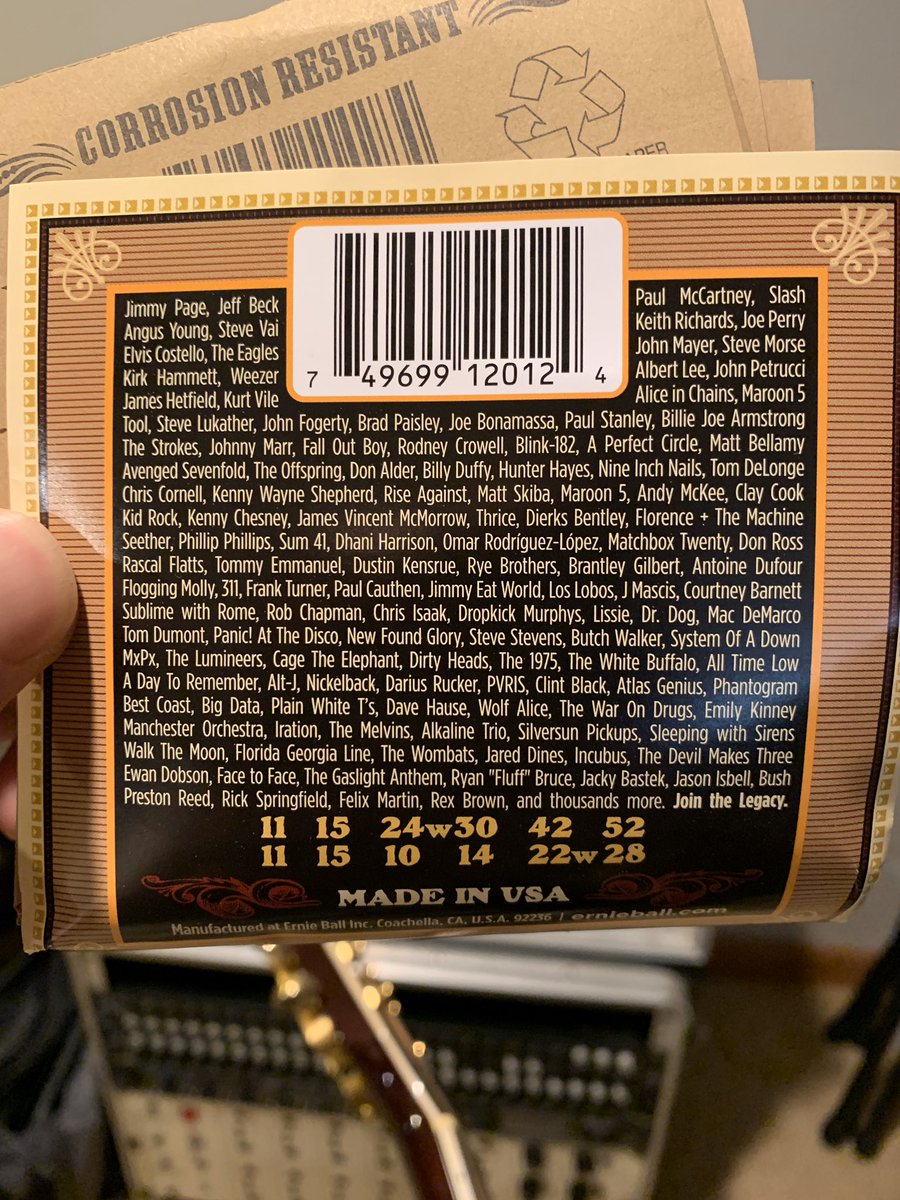 CORROSION RESISTANT
Jimmy Page, Jeff Beck
Angus Young, Steve Vai
Elvis Costello, The Eagles
Kirk Hammett, Weezer
James Hetfield, Kurt Vile
7 49699 12012 4
Paul McCartney, Slash
Keith Richards, Joe Perry
John Mayer, Steve Morse
Albert Lee, John Petrucci
Alice in Chains, Maroon 5
Tool, Steve Lukather, John Fogerty, Brad Paisley, Joe Bonamassa, Paul Stanley, Billie Joe Armstrong
The Strokes, Johnny Marr, Fall Out Boy, Rodney Crowell, Blink-182, A Perfect Circle, Matt Bellamy
Avenged Sevenfold, The Offspring, Don Alder, Billy Duffy, Hunter Hayes, Nine Inch Nails, Tom DeLonge
Chris Cornell, Kenny Wayne Shepherd, Rise Against, Matt Skiba, Maroon 5, Andy McKee, Clay Cook
Kid Rock, Kenny Chesney, James Vincent McMorrow, Thrice, Dierks Bentley, Florence + The Machine
Seether, Phillip Phillips, Sum 41, Dhani Harrison, Omar Rodríguez-López, Matchbox Twenty, Don Ross
Rascal Flatts, Tommy Emmanuel, Dustin Kensrue, Rye Brothers, Brantley Gilbert, Antoine Dufour
Flogging Molly, 311, Frank Turner, Paul Cauthen, Jimmy Eat World, Los Lobos, J Mascis, Courtney Barnett
Sublime with Rome, Rob Chapman, Chris Isaak, Dropkick Murphys, Lissie, Dr. Dog, Mac DeMarco
Tom Dumont, Panic! At The Disco, New Found Glory, Steve Stevens, Butch Walker, System Of A Down
MxPx, The Lumineers, Cage The Elephant, Dirty Heads, The 1975, The White Buffalo, All Time Low
A Day To Remember, Alt-J, Nickelback, Darius Rucker, PVRIS, Clint Black, Atlas Genius, Phantogram
Best Coast, Big Data, Plain White T's, Dave Hause, Wolf Alice, The War On Drugs, Emily Kinney
Manchester Orchestra, Iration, The Melvins, Alkaline Trio, Silversun Pickups, Sleeping with Sirens
Walk The Moon, Florida Georgia Line, The Wombats, Jared Dines, Incubus, The Devil Makes Three
Ewan Dobson, Face to Face, The Gaslight Anthem, Ryan "Fluff" Bruce, Jacky Bastek, Jason Isbell, Bush
Preston Reed, Rick Springfield, Felix Martin, Rex Brown, and thousands more. Join the Legacy.
11 15 24w30 42 52
11 15 10 14 22w28
MADE IN USA
Manufactured at Ernie Ball Inc. Coachella, CA, U.S.A. 92236 | ernieball.com